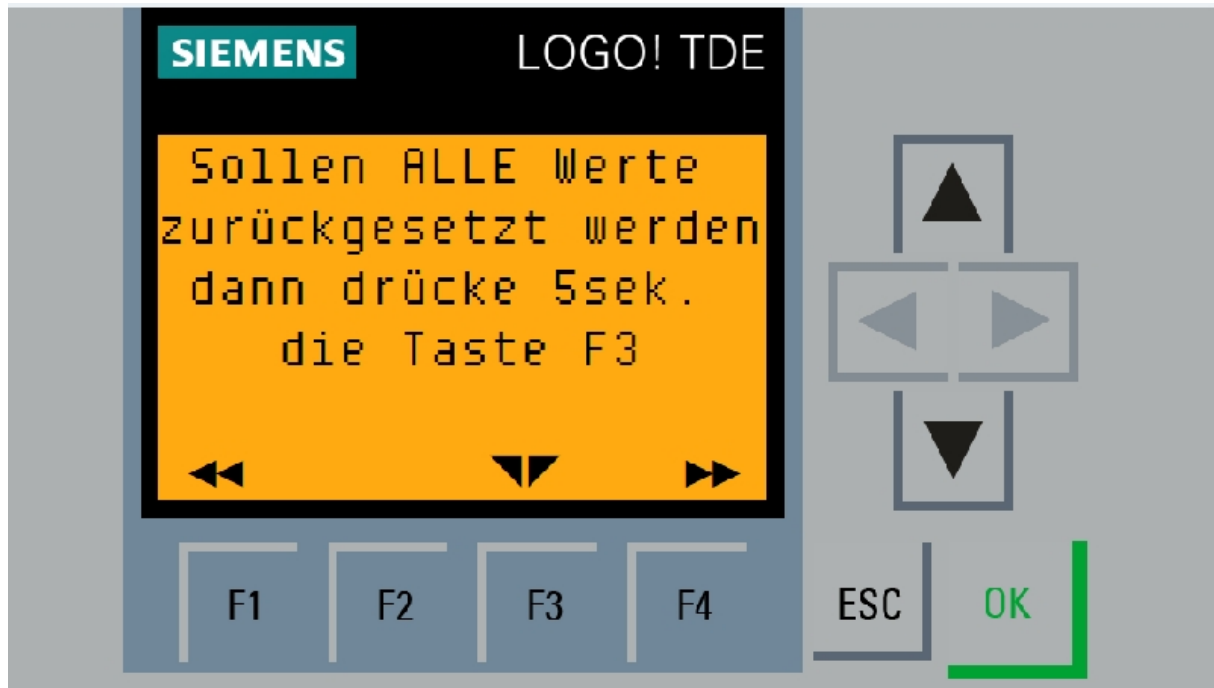 SIEMENS LOGO! TDE
Sollen ALLE Werte
zurückgesetzt werden
dann drücke 5sek.
die Taste F3
F1 F2 F3 F4 ESC OK